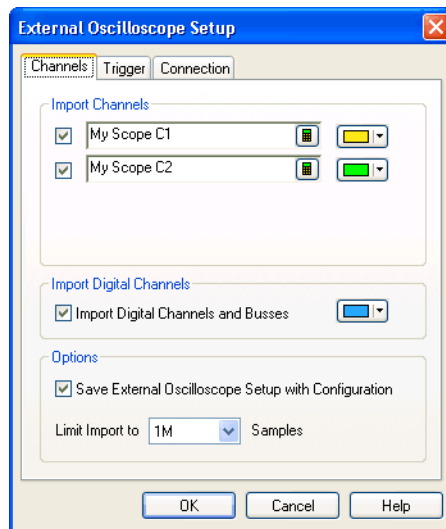 External Oscilloscope Setup
Channels Trigger Connection
Import Channels
My Scope C1
My Scope C2
Import Digital Channels
Import Digital Channels and Busses
Options
Save External Oscilloscope Setup with Configuration
Limit Import to 1M Samples
OK Cancel Help